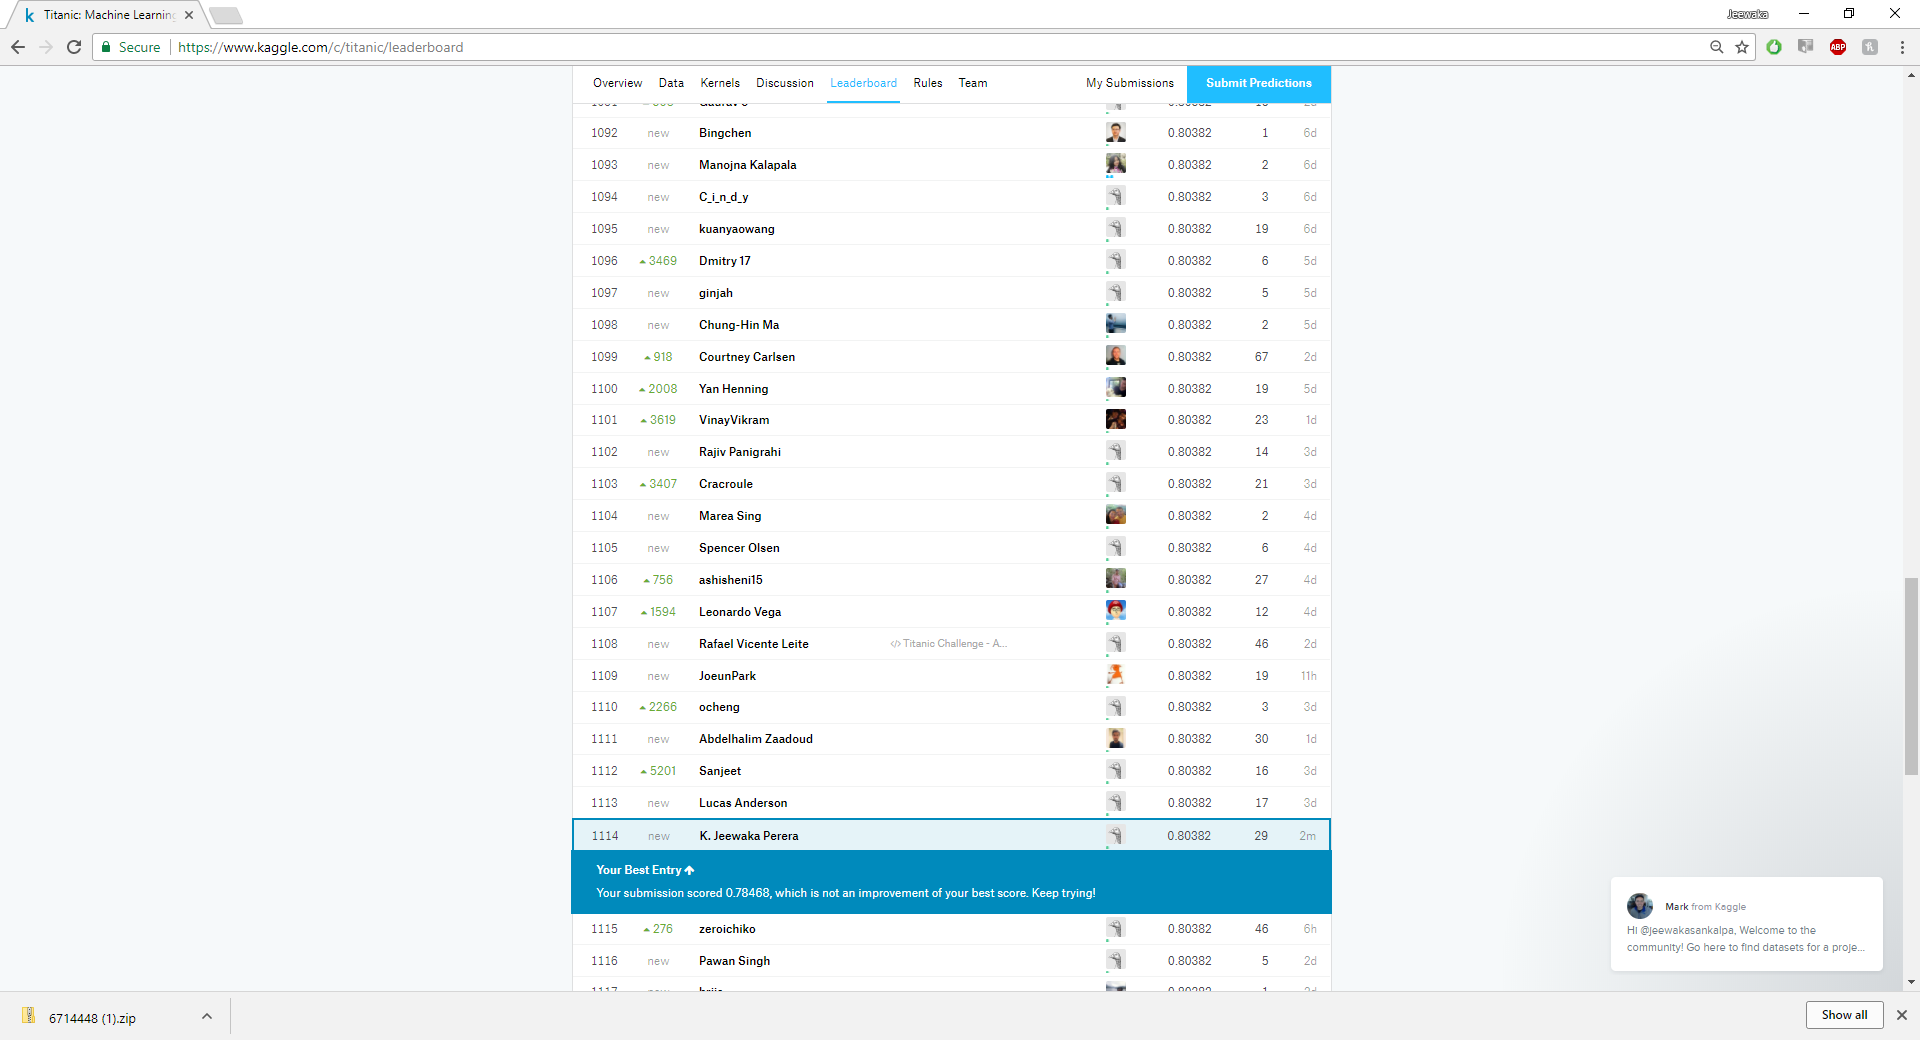 Titanic: Machine Learning
Jeewaka
Secure https://www.kaggle.com/c/titanic/leaderboard
Overview Data Kernels Discussion Leaderboard Rules Team My Submissions Submit Predictions
1092 new Bingchen 0.80382 1 6d
1093 new Manojna Kalapala 0.80382 2 6d
1094 new C_i_n_d_y 0.80382 3 6d
1095 new kuanyaowang 0.80382 19 6d
1096 3469 Dmitry 17 0.80382 6 5d
1097 new ginjah 0.80382 5 5d
1098 new Chung-Hin Ma 0.80382 2 5d
1099 918 Courtney Carlsen 0.80382 67 2d
1100 2008 Yan Henning 0.80382 19 5d
1101 3619 VinayVikram 0.80382 23 1d
1102 new Rajiv Panigrahi 0.80382 14 3d
1103 3407 Cracroule 0.80382 21 3d
1104 new Marea Sing 0.80382 2 4d
1105 new Spencer Olsen 0.80382 6 4d
1106 756 ashisheni15 0.80382 27 4d
1107 1594 Leonardo Vega 0.80382 12 4d
1108 new Rafael Vicente Leite </> Titanic Challenge - A... 0.80382 46 2d
1109 new JoeunPark 0.80382 19 11h
1110 2266 ocheng 0.80382 3 3d
1111 new Abdelhalim Zaadoud 0.80382 30 1d
1112 5201 Sanjeet 0.80382 16 3d
1113 new Lucas Anderson 0.80382 17 3d
1114 new K. Jeewaka Perera 0.80382 29 2m
Your Best Entry
Your submission scored 0.78468, which is not an improvement of your best score. Keep trying!
1115 276 zeroichiko 0.80382 46 6h
1116 new Pawan Singh 0.80382 5 2d
Mark from Kaggle
Hi @jeewakasankalpa, Welcome to the
community! Go here to find datasets for a proje...
6714448 (1).zip
Show all